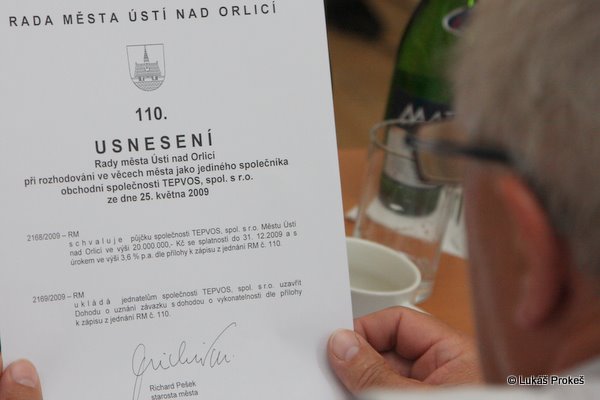 RADA MĚSTA ÚSTÍ NAD ORLICÍ
110.
USNESENÍ
Rady města Ústí nad Orlicí
při rozhodování ve věcech města jako jediného společníka
obchodní společnosti TEPVOS, spol. s r.o.
ze dne 25. května 2009
2168/2009 – RM
schvaluje půjčku společnosti TEPVOS, spol. s r.o. Městu Ústí
nad Orlicí ve výši 20.000.000,- Kč se splatností do 31.12.2009 a s
úrokem ve výši 3,6 % p.a. dle přílohy k zápisu z jednání RM č. 110.
2169/2009 – RM
ukládá jednatelům společnosti TEPVOS, spol. s r.o. uzavřít
Dohodu o uznání závazku s dohodou o vykonatelnosti dle přílohy
k zápisu z jednání RM č. 110.
Richard Pešek
starosta města
© Lukáš Prokeš